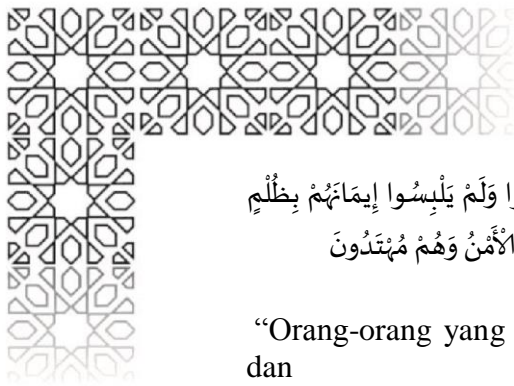 ا وَلَمْ يَلْبِسُوا إِيمَانَهُمْ بِظُلْمٍ
الْأَمْنُ وَهُمْ مُهْتَدُونَ
“Orang-orang yang
dan